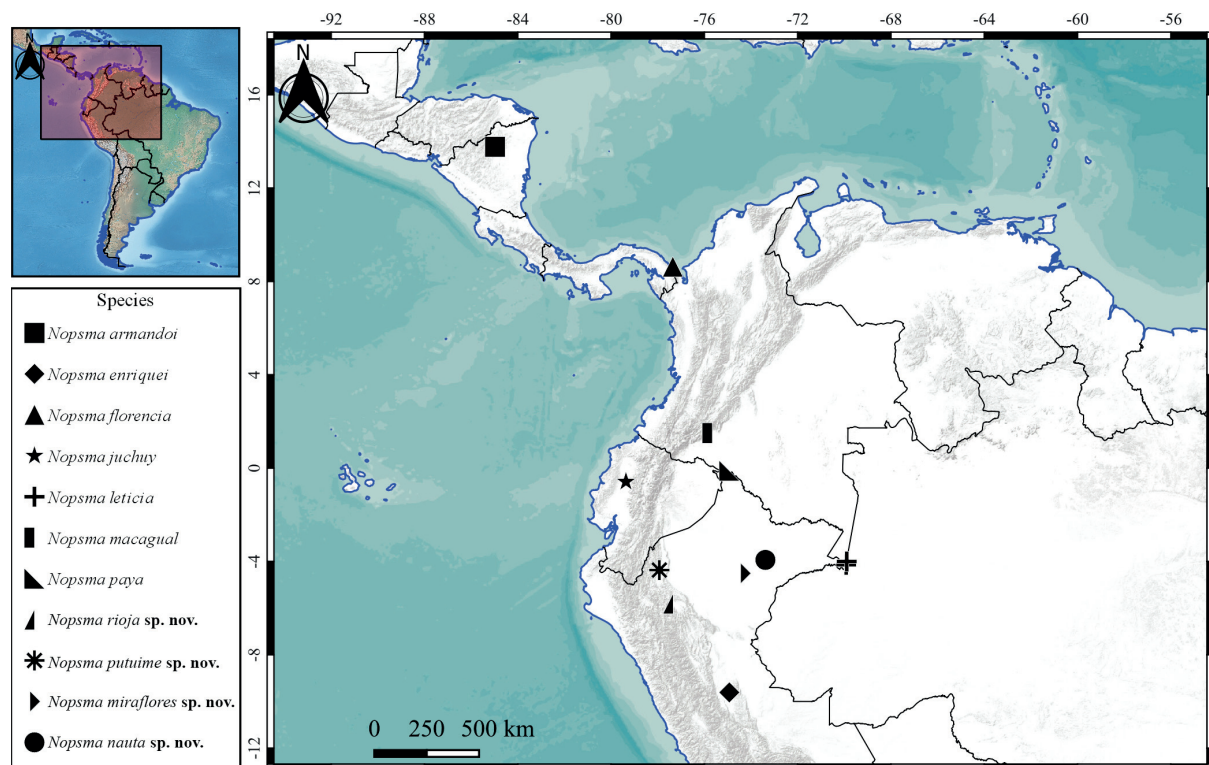 -92 -88 -84 -80 -76 -72 -68 -64 -60 -56
N
N
16
12
8
4
0
-4
-8
-12
Species
Nopsma armandoi
Nopsma enriquei
Nopsma florencia
Nopsma juchuy
Nopsma leticia
Nopsma macagual
Nopsma paya
Nopsma rioja sp. nov.
Nopsma putuime sp. nov.
Nopsma miraflores sp. nov.
Nopsma nauta sp. nov.
0 250 500 km